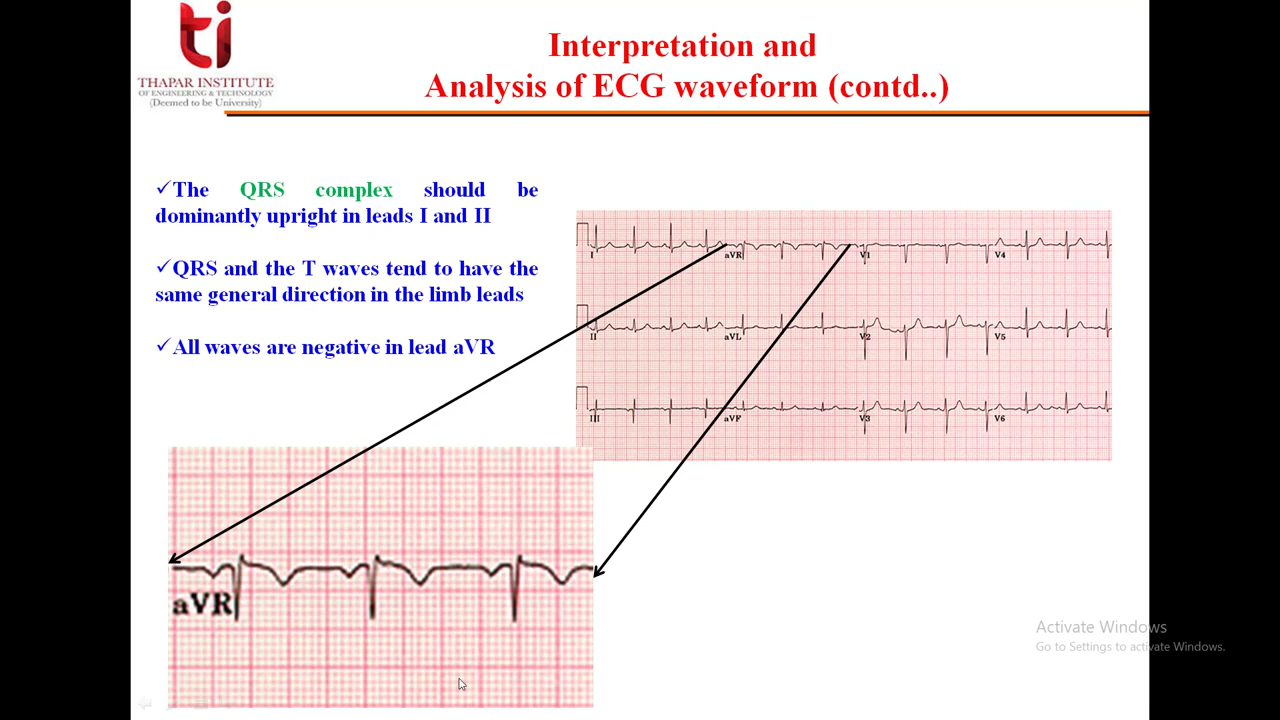 ti
THAPAR INSTITUTE
OF ENGINEERING & TECHNOLOGY
(Deemed to be University)
Interpretation and
Analysis of ECG waveform (contd..)
✓The QRS complex should be
dominantly upright in leads I and II
✓QRS and the T waves tend to have the
same general direction in the limb leads
✓All waves are negative in lead aVR
I aVR V1 V4
II aVL V2 V5
III aVF V3 V6
aVR
Activate Windows
Go to Settings to activate Windows.